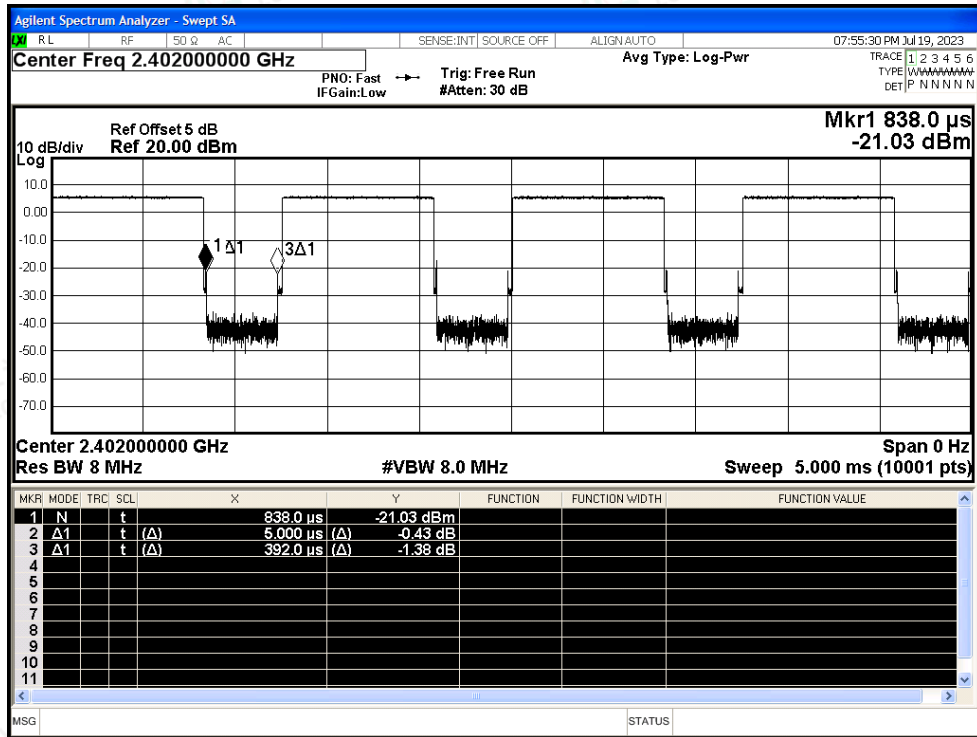 Agilent Spectrum Analyzer - Swept SA
LXI RL RF 50 Ω AC SENSE:INT SOURCE OFF ALIGN AUTO 07:55:30 PM Jul 19, 2023
Center Freq 2.402000000 GHz Avg Type: Log-Pwr TRACE 1 2 3 4 5 6
PNO: Fast Trig: Free Run TYPE WWWWWW
IFGain:Low #Atten: 30 dB DET P N N N N N
Mkr1 838.0 µs
Ref Offset 5 dB
10 dB/div Ref 20.00 dBm -21.03 dBm
Log
10.0
0.00
-10.0
1Δ1 3Δ1
-20.0
-30.0
-40.0
-50.0
-60.0
-70.0
Center 2.402000000 GHz Span 0 Hz
Res BW 8 MHz #VBW 8.0 MHz Sweep 5.000 ms (10001 pts)
MKR MODE TRC SCL X Y FUNCTION FUNCTION WIDTH FUNCTION VALUE
1 N t 838.0 µs -21.03 dBm
2 Δ1 t (Δ) 5.000 µs (Δ) -0.43 dB
3 Δ1 t (Δ) 392.0 µs (Δ) -1.38 dB
4
5
6
7
8
9
10
11
MSG STATUS